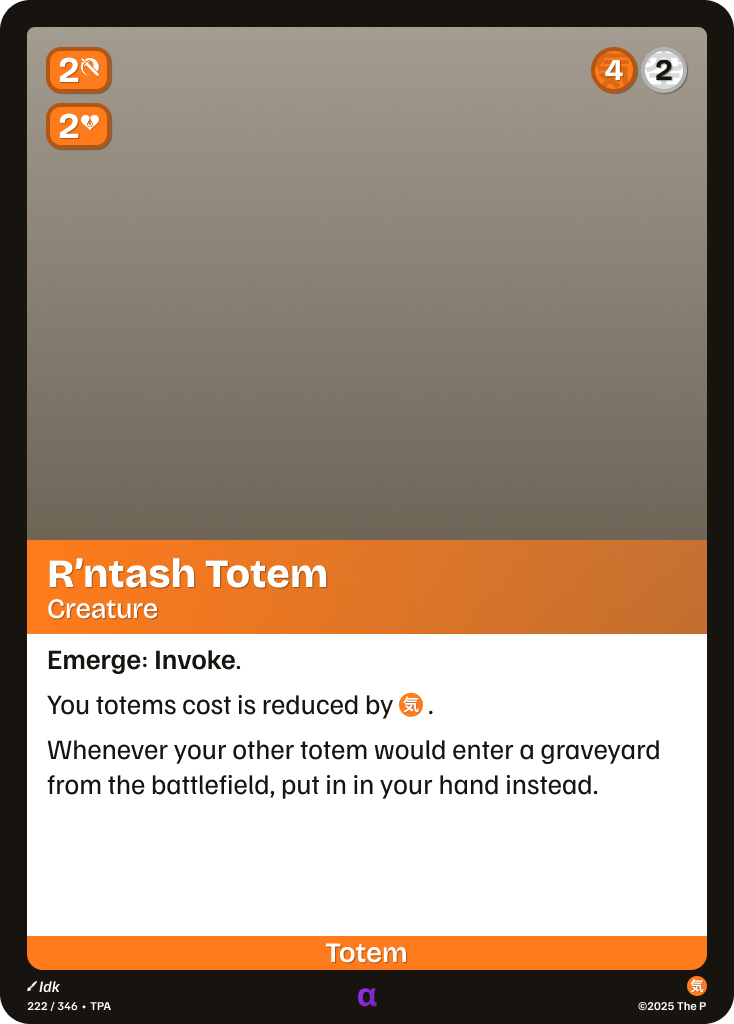 2
4 2
2
R'ntash Totem
Creature
Emerge: Invoke.
You totems cost is reduced by 気 .
Whenever your other totem would enter a graveyard
from the battlefield, put in in your hand instead.
Totem
Idk
気
222 / 346 • TPA
α
©2025 The P